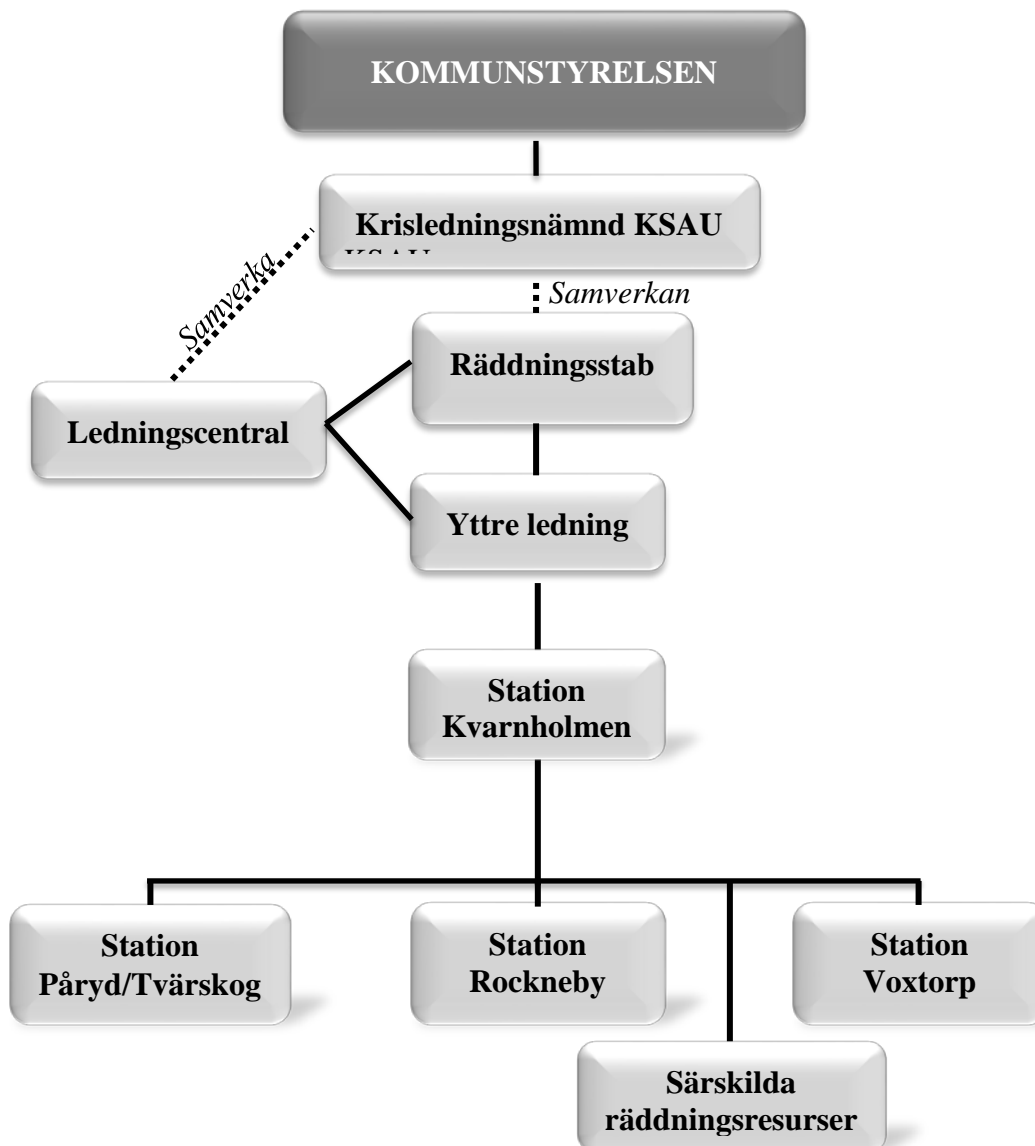 KOMMUNSTYRELSEN
Krisledningsnämnd KSAU
KSAU
Samverka
Samverkan
Räddningsstab
Ledningscentral
Yttre ledning
Station
Kvarnholmen
Station
Påryd/Tvärskog
Station
Rockneby
Station
Voxtorp
Särskilda
räddningsresurser